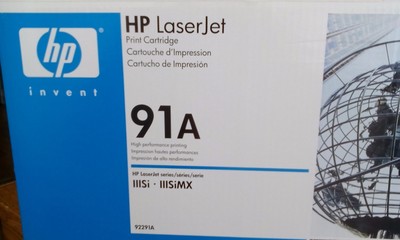 hp
invent
HP LaserJet
Print Cartridge
Cartouche d'Impression
Cartucho de Impresión
91A
High performance printing
Impression hautes performances
Impresión de alto rendimiento
HP LaserJet series/séries/serie
IIISi · IIISiMX
92291A